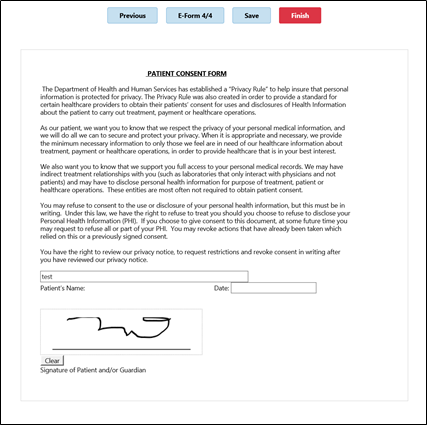 Previous E-Form 4/4 Save Finish
PATIENT CONSENT FORM
The Department of Health and Human Services has established a "Privacy Rule" to help insure that personal
information is protected for privacy. The Privacy Rule was also created in order to provide a standard for
certain healthcare providers to obtain their patients' consent for uses and disclosures of Health Information
about the patient to carry out treatment, payment or healthcare operations.
As our patient, we want you to know that we respect the privacy of your personal medical information, and
we will do all we can to secure and protect your privacy. When it is appropriate and necessary, we provide
the minimum necessary information to only those we feel are in need of our healthcare information about
treatment, payment or healthcare operations, in order to provide healthcare that is in your best interest.
We also want you to know that we support you full access to your personal medical records. We may have
indirect treatment relationships with you (such as laboratories that only interact with physicians and not
patients) and may have to disclose personal health information for purpose of treatment, patient or
healthcare operations. These entities are most often not required to obtain patient consent.
You may refuse to consent to the use or disclosure of your personal health information, but this must be in
writing. Under this law, we have the right to refuse to treat you should you choose to refuse to disclose your
Personal Health Information (PHI). If you choose to give consent to this document, at some future time you
may request to refuse all or part of your PHI. You may revoke actions that have already been taken which
relied on this or a previously signed consent.
You have the right to review our privacy notice, to request restrictions and revoke consent in writing after
you have reviewed our privacy notice.
test
Patient's Name: Date:
Clear
Signature of Patient and/or Guardian